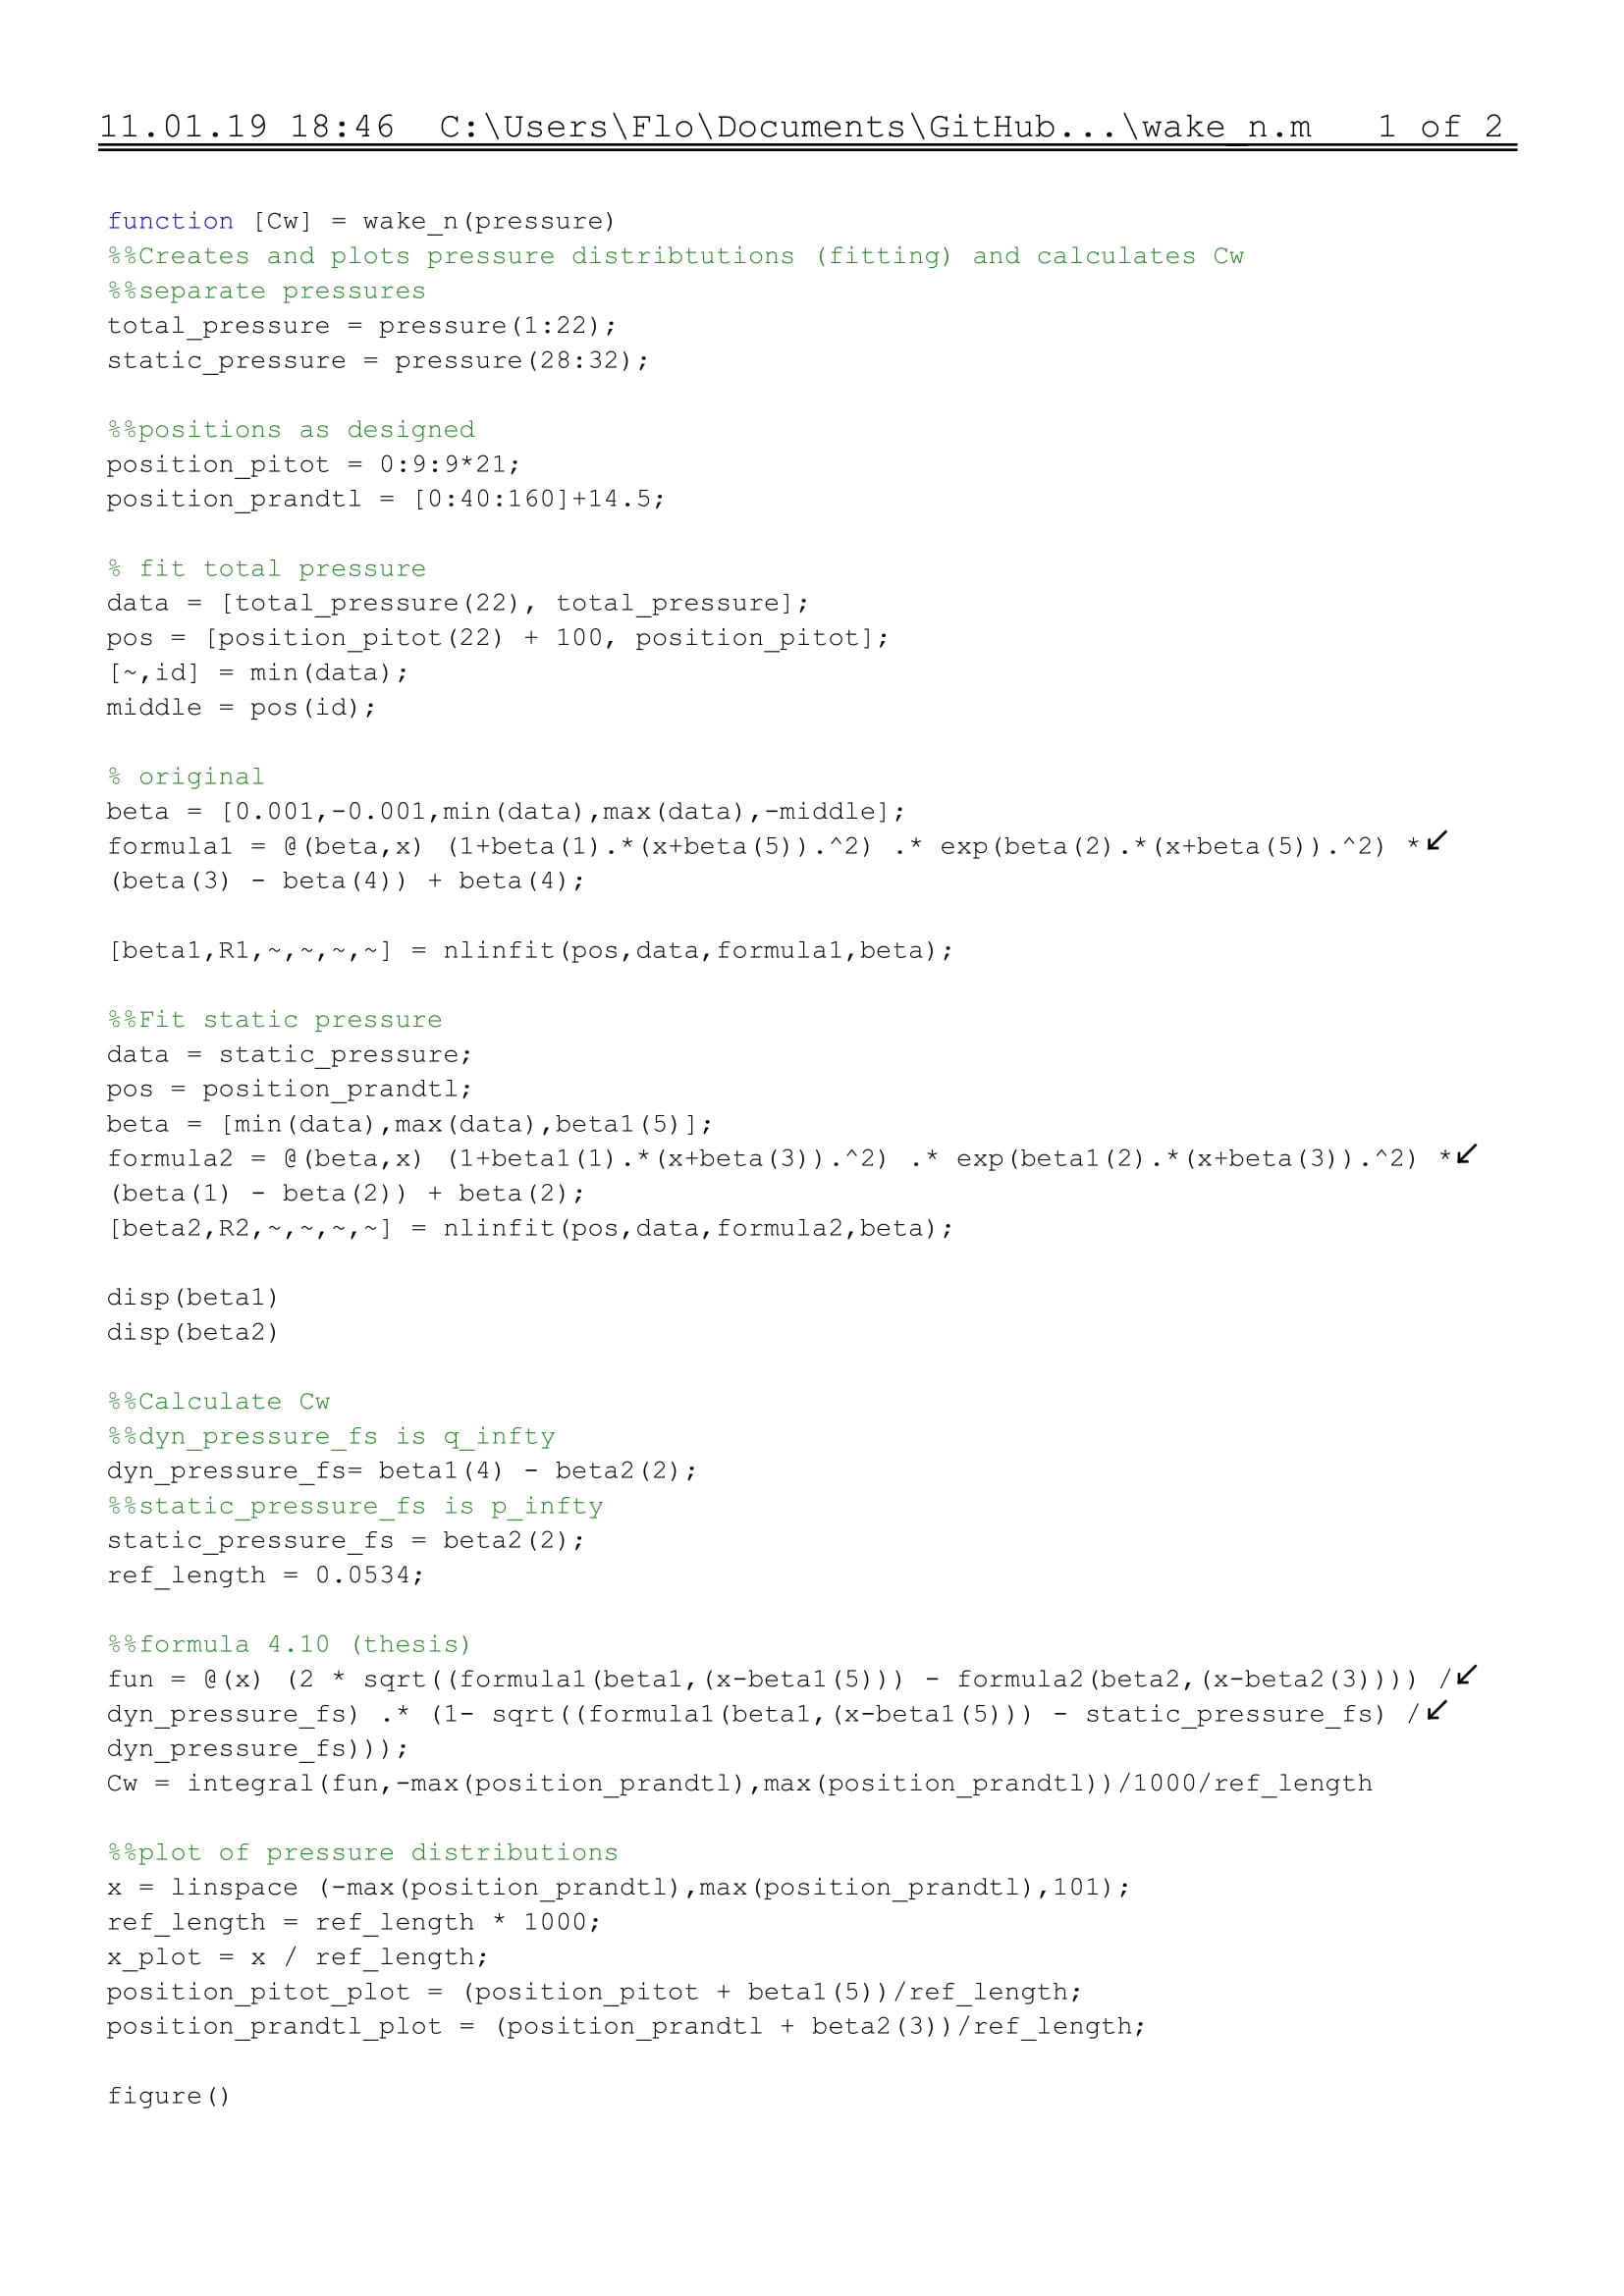 11.01.19 18:46  C:\Users\Flo\Documents\GitHub...\wake_n.m   1 of 2
function [Cw] = wake_n(pressure)
%%Creates and plots pressure distribtutions (fitting) and calculates Cw
%%separate pressures
total_pressure = pressure(1:22);
static_pressure = pressure(28:32);
%%positions as designed
position_pitot = 0:9:9*21;
position_prandtl = [0:40:160]+14.5;
% fit total pressure
data = [total_pressure(22), total_pressure];
pos = [position_pitot(22) + 100, position_pitot];
[~,id] = min(data);
middle = pos(id);
% original
beta = [0.001,-0.001,min(data),max(data),-middle];
formula1 = @(beta,x) (1+beta(1).*(x+beta(5)).^2) .* exp(beta(2).*(x+beta(5)).^2) *↙
(beta(3) - beta(4)) + beta(4);
[beta1,R1,~,~,~,~] = nlinfit(pos,data,formula1,beta);
%%Fit static pressure
data = static_pressure;
pos = position_prandtl;
beta = [min(data),max(data),beta1(5)];
formula2 = @(beta,x) (1+beta1(1).*(x+beta(3)).^2) .* exp(beta1(2).*(x+beta(3)).^2) *↙
(beta(1) - beta(2)) + beta(2);
[beta2,R2,~,~,~,~] = nlinfit(pos,data,formula2,beta);
disp(beta1)
disp(beta2)
%%Calculate Cw
%%dyn_pressure_fs is q_infty
dyn_pressure_fs= beta1(4) - beta2(2);
%%static_pressure_fs is p_infty
static_pressure_fs = beta2(2);
ref_length = 0.0534;
%%formula 4.10 (thesis)
fun = @(x) (2 * sqrt((formula1(beta1,(x-beta1(5))) - formula2(beta2,(x-beta2(3)))) /↙
dyn_pressure_fs) .* (1- sqrt((formula1(beta1,(x-beta1(5))) - static_pressure_fs) /↙
dyn_pressure_fs)));
Cw = integral(fun,-max(position_prandtl),max(position_prandtl))/1000/ref_length
%%plot of pressure distributions
x = linspace (-max(position_prandtl),max(position_prandtl),101);
ref_length = ref_length * 1000;
x_plot = x / ref_length;
position_pitot_plot = (position_pitot + beta1(5))/ref_length;
position_prandtl_plot = (position_prandtl + beta2(3))/ref_length;
figure()